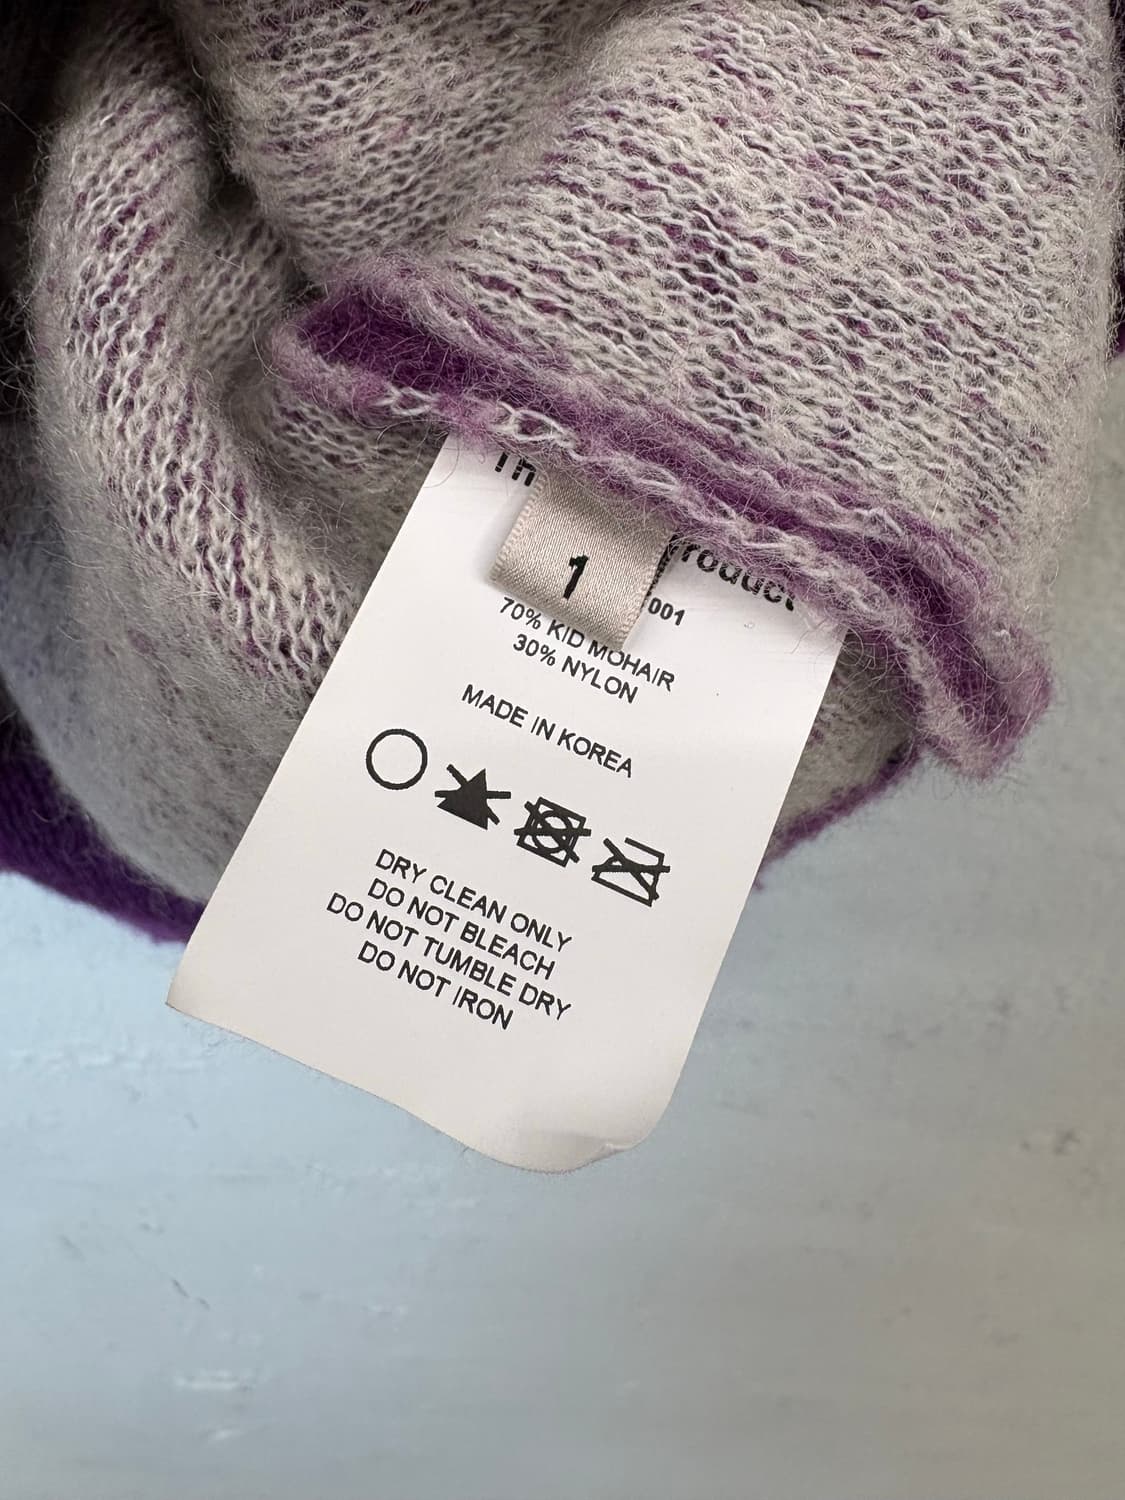 1
001
70% KID MOHAIR
30% NYLON
MADE IN KOREA
DRY CLEAN ONLY
DO NOT BLEACH
DO NOT TUMBLE DRY
DO NOT IRON